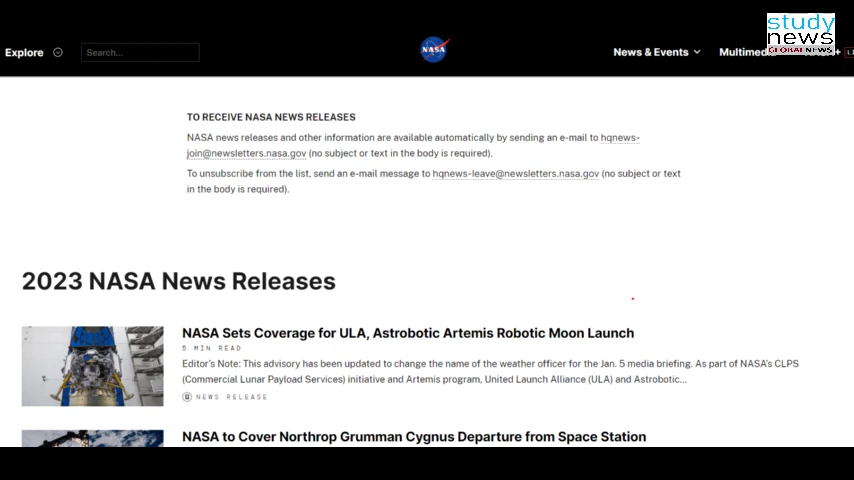 Explore
Search...
NASA
News & Events
Multimedia
study
news
GLOBAL NEWS
TO RECEIVE NASA NEWS RELEASES
NASA news releases and other information are available automatically by sending an e-mail to hqnews-
join@newsletters.nasa.gov (no subject or text in the body is required).
To unsubscribe from the list, send an e-mail message to hqnews-leave@newsletters.nasa.gov (no subject or text
in the body is required).
2023 NASA News Releases
NASA Sets Coverage for ULA, Astrobotic Artemis Robotic Moon Launch
5 MIN READ
Editor's Note: This advisory has been updated to change the name of the weather officer for the Jan. 5 media briefing. As part of NASA's CLPS
(Commercial Lunar Payload Services) initiative and Artemis program, United Launch Alliance (ULA) and Astrobotic...
NEWS RELEASE
NASA to Cover Northrop Grumman Cygnus Departure from Space Station